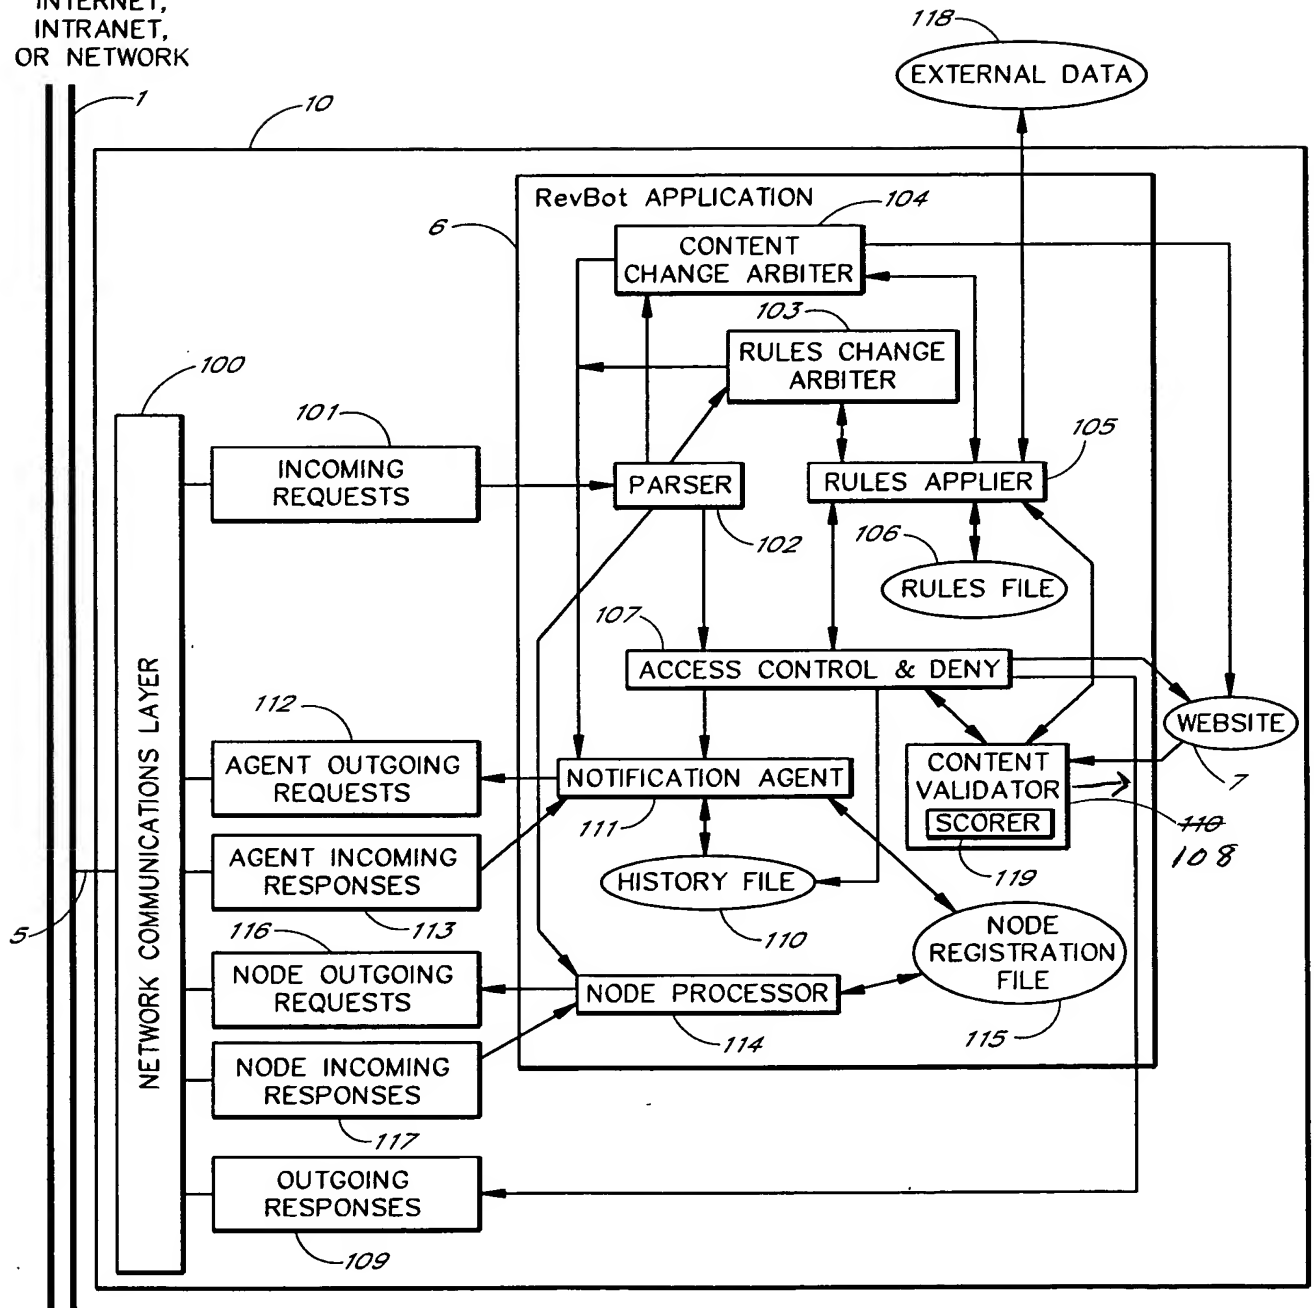 INTERNET,
INTRANET,
OR NETWORK
118
EXTERNAL DATA
1
10
RevBot APPLICATION
6
104
CONTENT
CHANGE ARBITER
103
RULES CHANGE
ARBITER
100
NETWORK COMMUNICATIONS LAYER
101
INCOMING
REQUESTS
PARSER
102
105
RULES APPLIER
106
RULES FILE
107
ACCESS CONTROL & DENY
112
AGENT OUTGOING
REQUESTS
NOTIFICATION AGENT
111
CONTENT
VALIDATOR
SCORER
119
110
108
WEBSITE
7
AGENT INCOMING
RESPONSES
113
HISTORY FILE
110
5
116
NODE OUTGOING
REQUESTS
NODE PROCESSOR
114
NODE
REGISTRATION
FILE
115
NODE INCOMING
RESPONSES
117
OUTGOING
RESPONSES
109